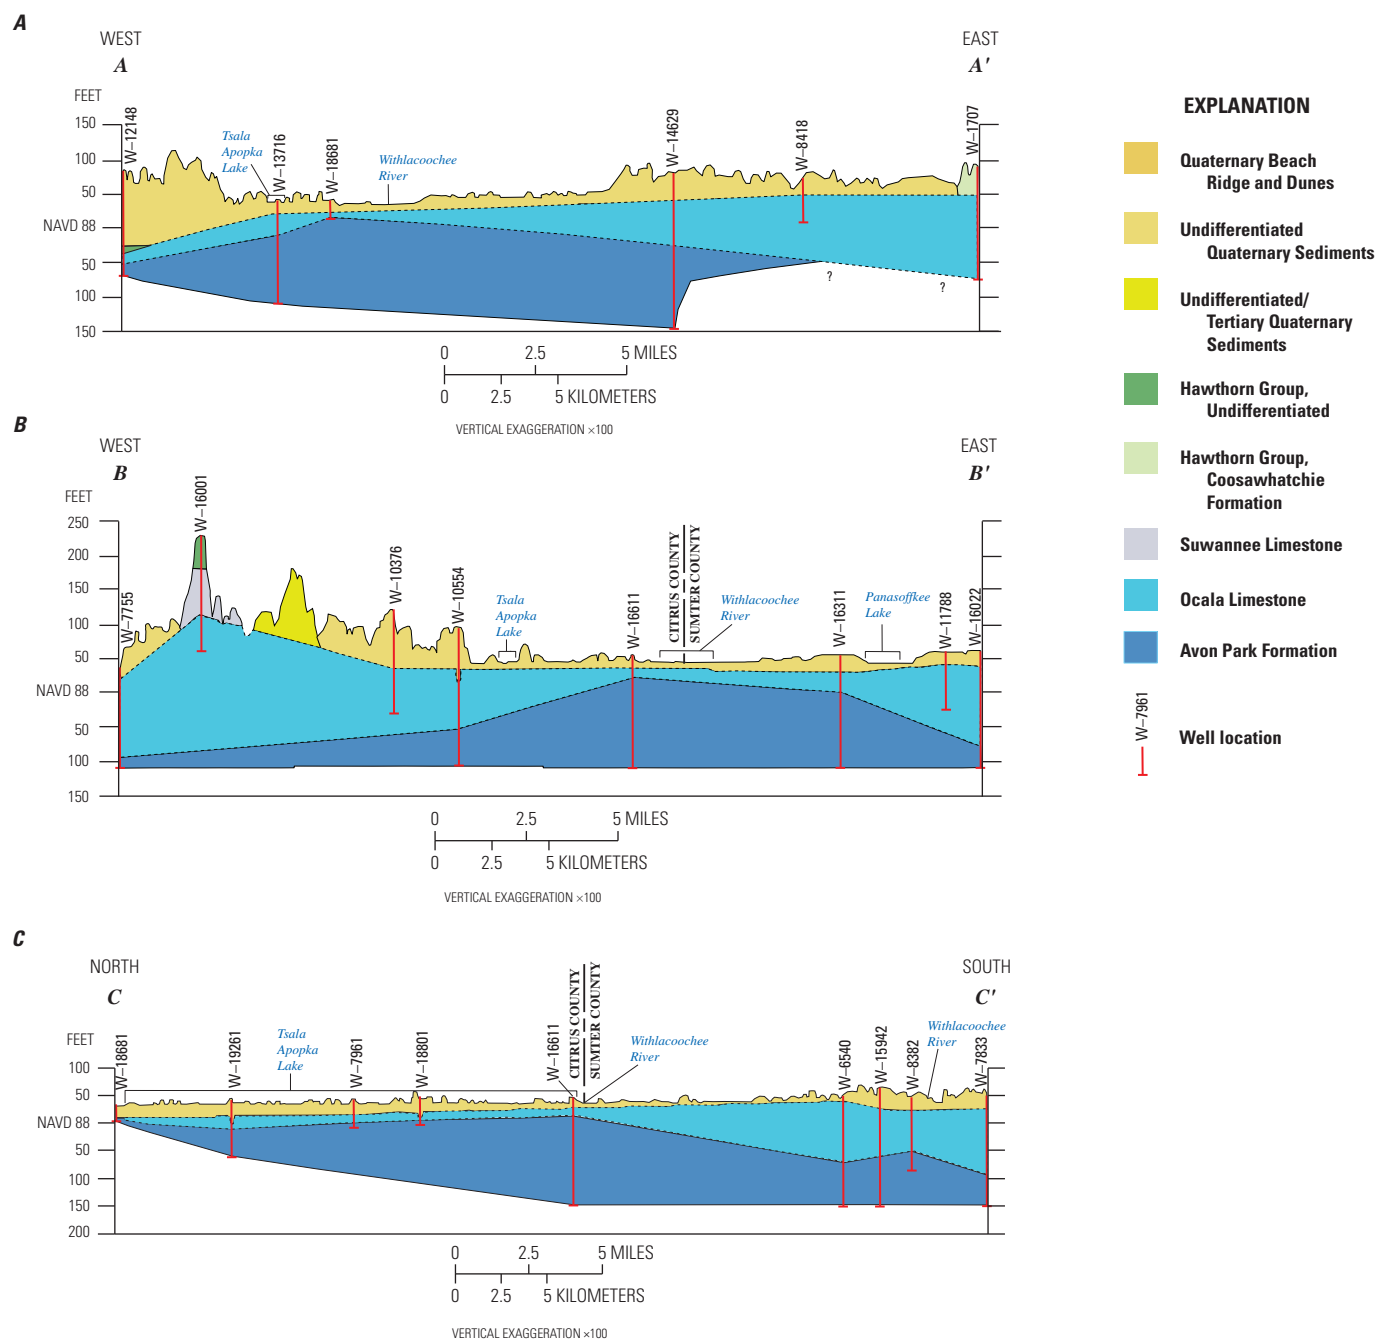 A
WEST
A
EAST
A'
FEET
150
100
50
NAVD 88
50
100
150
W–12148
Tsala
Apopka
Lake
W–13716
W–18681
Withlacoochee
River
W–14629
W–8418
W–1707
?
?
0 2.5 5 MILES
0 2.5 5 KILOMETERS
VERTICAL EXAGGERATION ×100
B
WEST
B
EAST
B'
FEET
250
200
150
100
50
NAVD 88
50
100
150
W–7755
W–16001
W–10376
W–10554
Tsala
Apopka
Lake
W–16611
CITRUS COUNTY
SUMTER COUNTY
Withlacoochee
River
W–16311
Panasoffkee
Lake
W–11788
W–16022
0 2.5 5 MILES
0 2.5 5 KILOMETERS
VERTICAL EXAGGERATION ×100
C
NORTH
C
SOUTH
C'
FEET
100
50
NAVD 88
50
100
150
200
W–18681
W–19261
Tsala
Apopka
Lake
W–7961
W–18801
W–16611
CITRUS COUNTY
SUMTER COUNTY
Withlacoochee
River
W–6540
W–15942
W–8382
Withlacoochee
River
W–7833
0 2.5 5 MILES
0 2.5 5 KILOMETERS
VERTICAL EXAGGERATION ×100
EXPLANATION
Quaternary Beach
Ridge and Dunes
Undifferentiated
Quaternary Sediments
Undifferentiated/
Tertiary Quaternary
Sediments
Hawthorn Group,
Undifferentiated
Hawthorn Group,
Coosawhatchie
Formation
Suwannee Limestone
Ocala Limestone
Avon Park Formation
W–7961
Well location